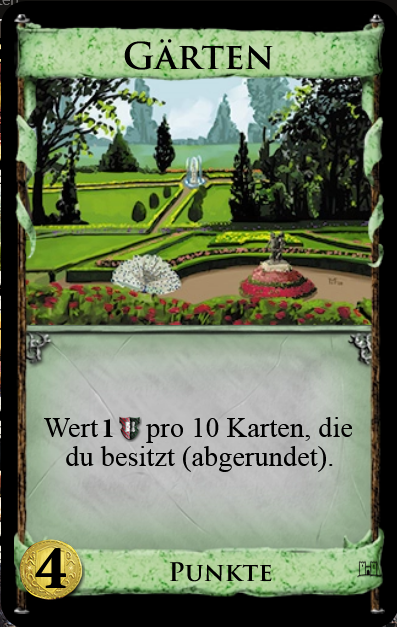 GÄRTEN
Wert 1 pro 10 Karten, die
du besitzt (abgerundet).
4
PUNKTE